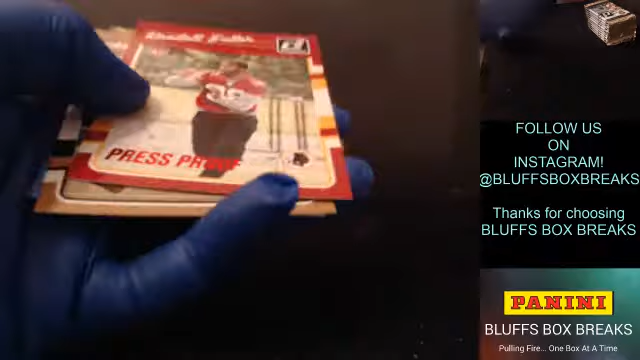 PRESS PROOF
FOLLOW US
ON
INSTAGRAM!
@BLUFFSBOXBREAKS
Thanks for choosing
BLUFFS BOX BREAKS
PANINI
BLUFFS BOX BREAKS
Pulling Fire... One Box At A Time